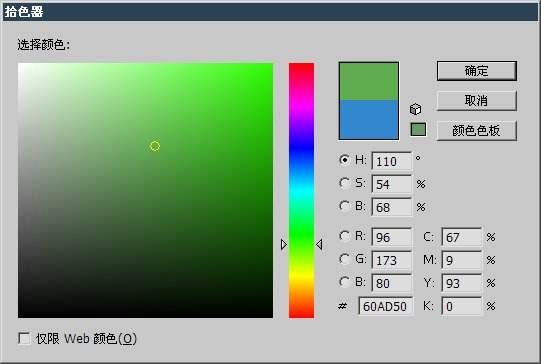 拾色器
选择颜色:
确定
取消
颜色色板
H: 110 °
S: 54 %
B: 68 %
R: 96 C: 67 %
G: 173 M: 9 %
B: 80 Y: 93 %
# 60AD50 K: 0 %
仅限 Web 颜色(O)